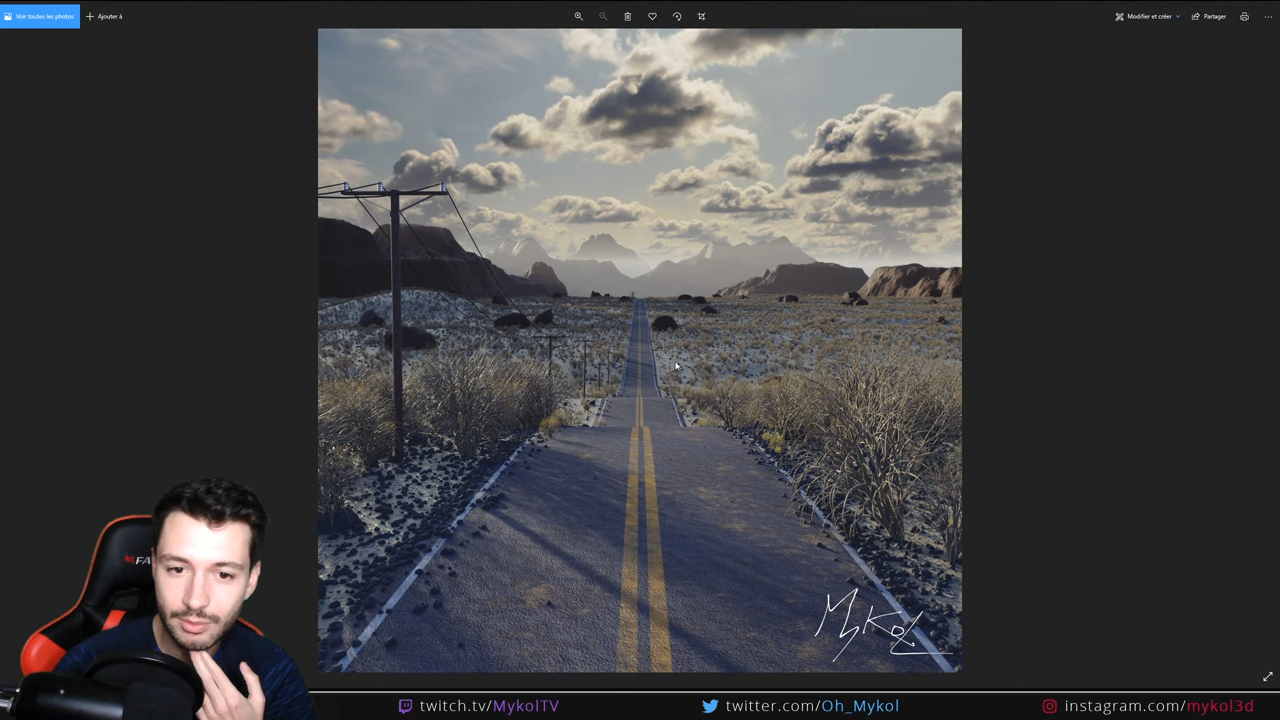 Voir toutes les photos
Ajouter à
Modifier et créer
Partager
FA
Mykol
twitch.tv/MykolTV
twitter.com/Oh_Mykol
instagram.com/mykol3d